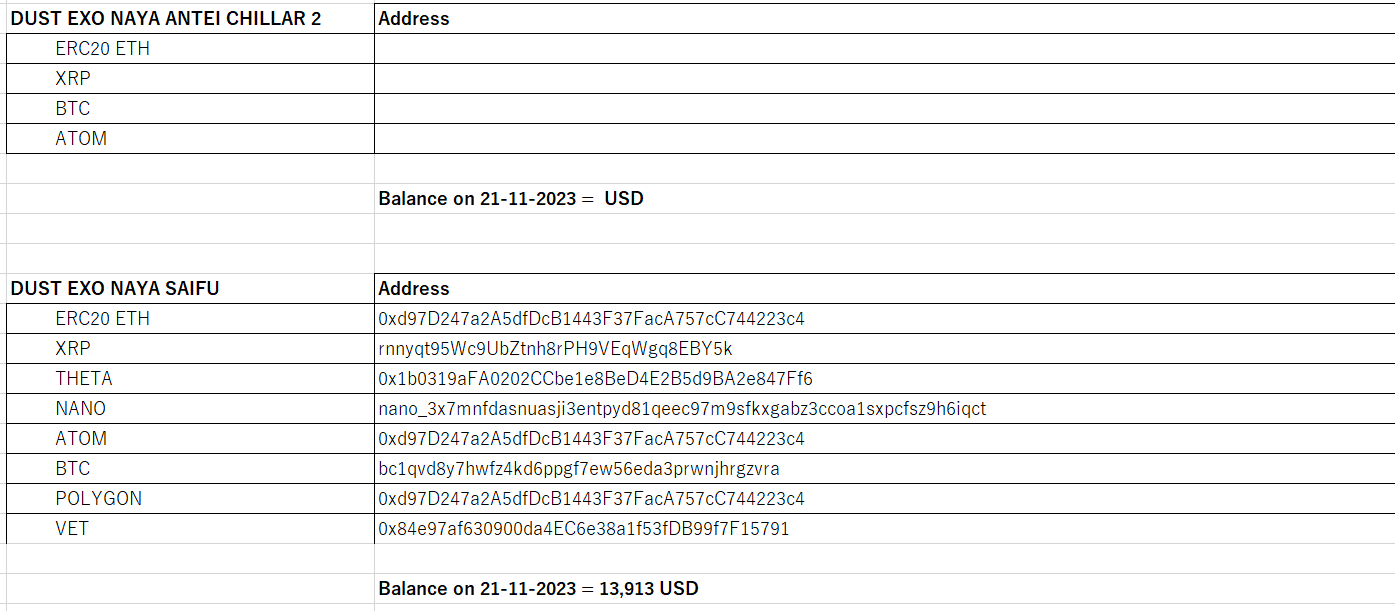 DUST EXO NAYA ANTEI CHILLAR 2 Address
ERC20 ETH
XRP
BTC
ATOM
Balance on 21-11-2023 = USD
DUST EXO NAYA SAIFU Address
ERC20 ETH 0xd97D247a2A5dfDcB1443F37FacA757cC744223c4
XRP rnnyqt95Wc9UbZtnh8rPH9VEqWgq8EBY5k
THETA 0x1b0319aFA0202CCbe1e8BeD4E2B5d9BA2e847Ff6
NANO nano_3x7mnfdasnuasji3entpyd81qeec97m9sfkxgabz3ccoa1sxpcfsz9h6iqct
ATOM 0xd97D247a2A5dfDcB1443F37FacA757cC744223c4
BTC bc1qvd8y7hwfz4kd6ppgf7ew56eda3prwnjhrgzvra
POLYGON 0xd97D247a2A5dfDcB1443F37FacA757cC744223c4
VET 0x84e97af630900da4EC6e38a1f53fDB99f7F15791
Balance on 21-11-2023 = 13,913 USD